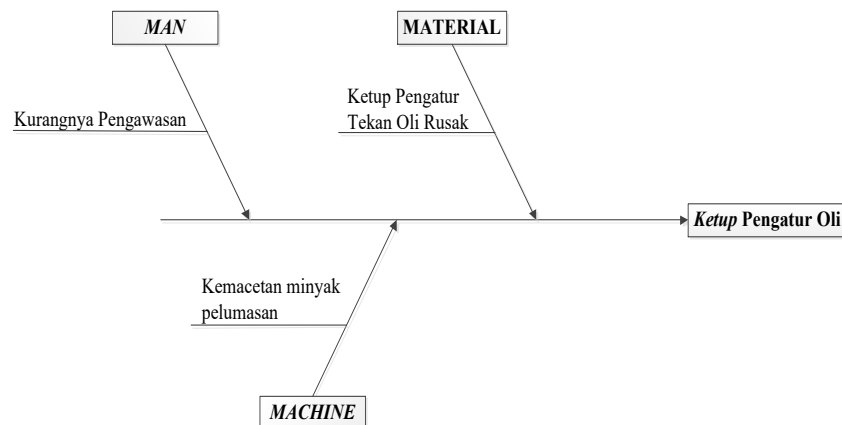 MAN
MATERIAL
Kurangnya Pengawasan
Ketup Pengatur
Tekan Oli Rusak
Ketup Pengatur Oli
Kemacetan minyak
pelumasan
MACHINE